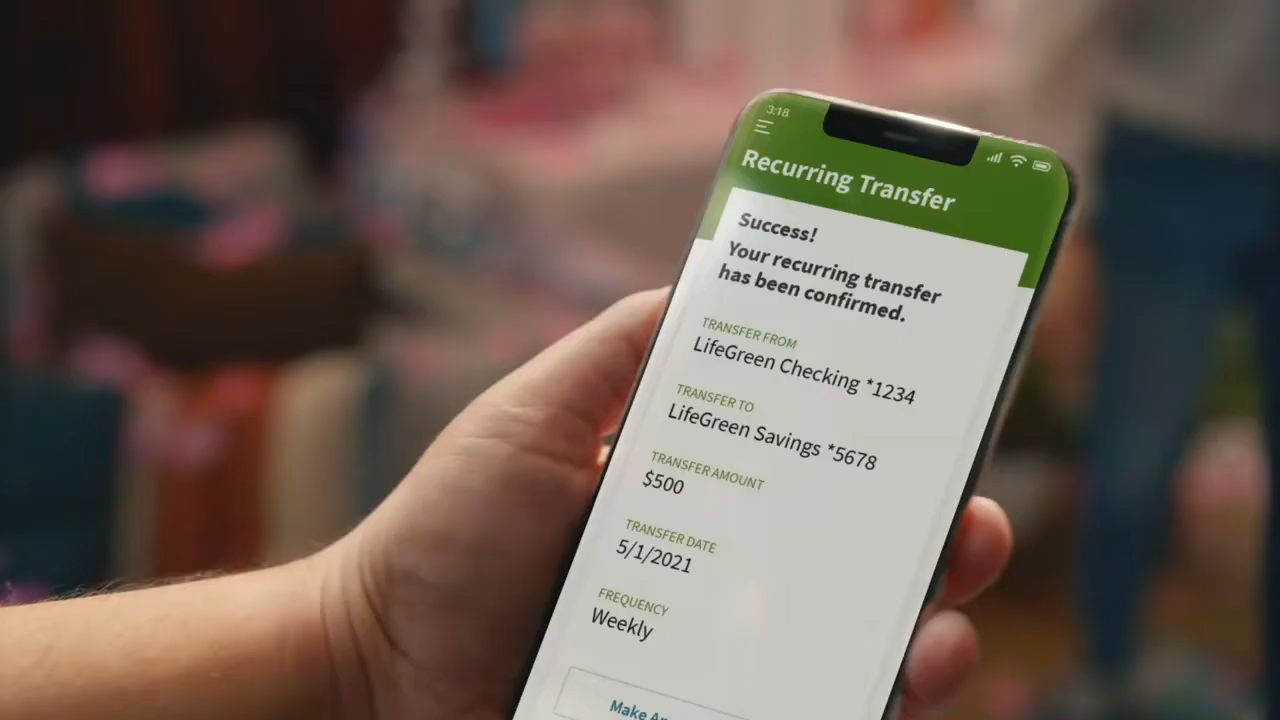 3:18
Recurring Transfer
Success!
Your recurring transfer
has been confirmed.
TRANSFER FROM
LifeGreen Checking *1234
TRANSFER TO
LifeGreen Savings *5678
TRANSFER AMOUNT
$500
TRANSFER DATE
5/1/2021
FREQUENCY
Weekly
Make